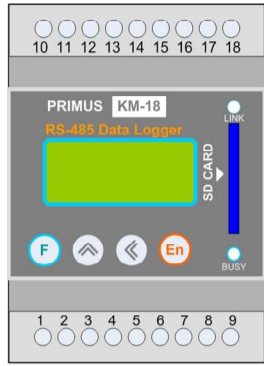 10 11 12 13 14 15 16 17 18
PRIMUS KM-18
LINK
RS-485 Data Logger
SD CARD
F En
BUSY
1 2 3 4 5 6 7 8 9